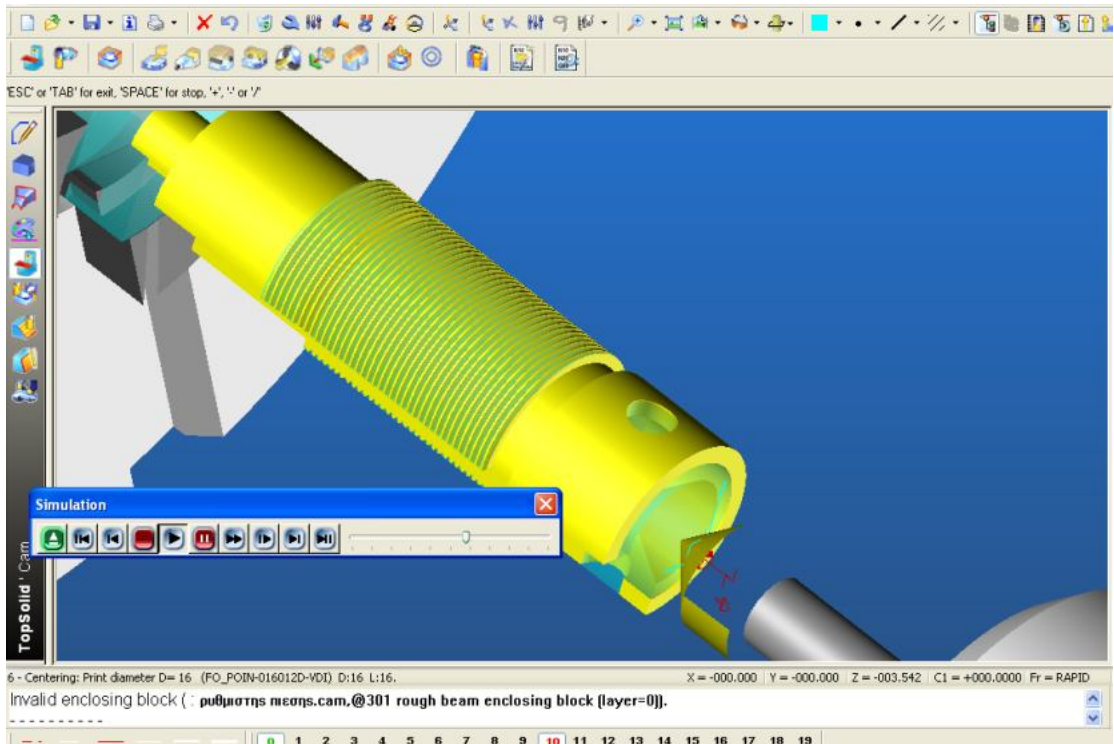 'ESC' or 'TAB' for exit, 'SPACE' for stop, '+', '-' or '/'
Simulation
TopSolid'Cam
6 - Centering: Print diameter D= 16 (FO_POIN-016012D-VDI) D:16 L:16.
X = -000.000 Y = -000.000 Z = -003.542 C1 = +000.0000 Fr = RAPID
Invalid enclosing block ( : ρυθμιστης πιεσης.cam,@301 rough beam enclosing block (layer=0)).
----------
0 1 2 3 4 5 6 7 8 9 10 11 12 13 14 15 16 17 18 19